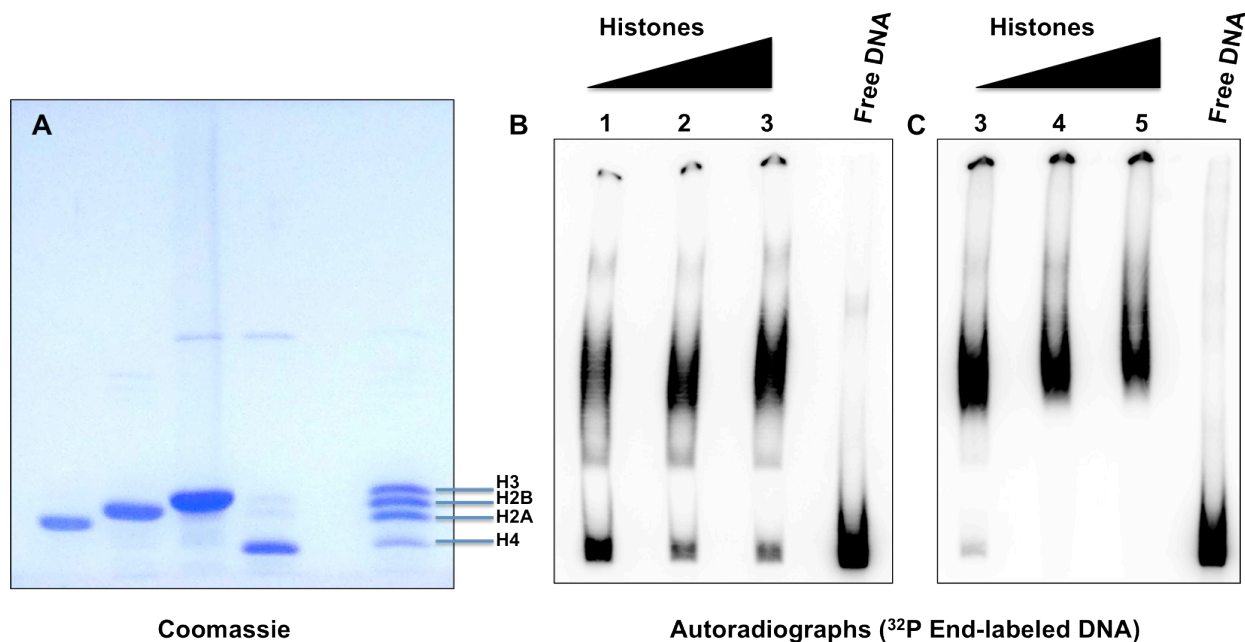 Histones
Free DNA
Histones
Free DNA
A
B
1 2 3
C
3 4 5
H3
H2B
H2A
H4
Coomassie
Autoradiographs (³²P End-labeled DNA)